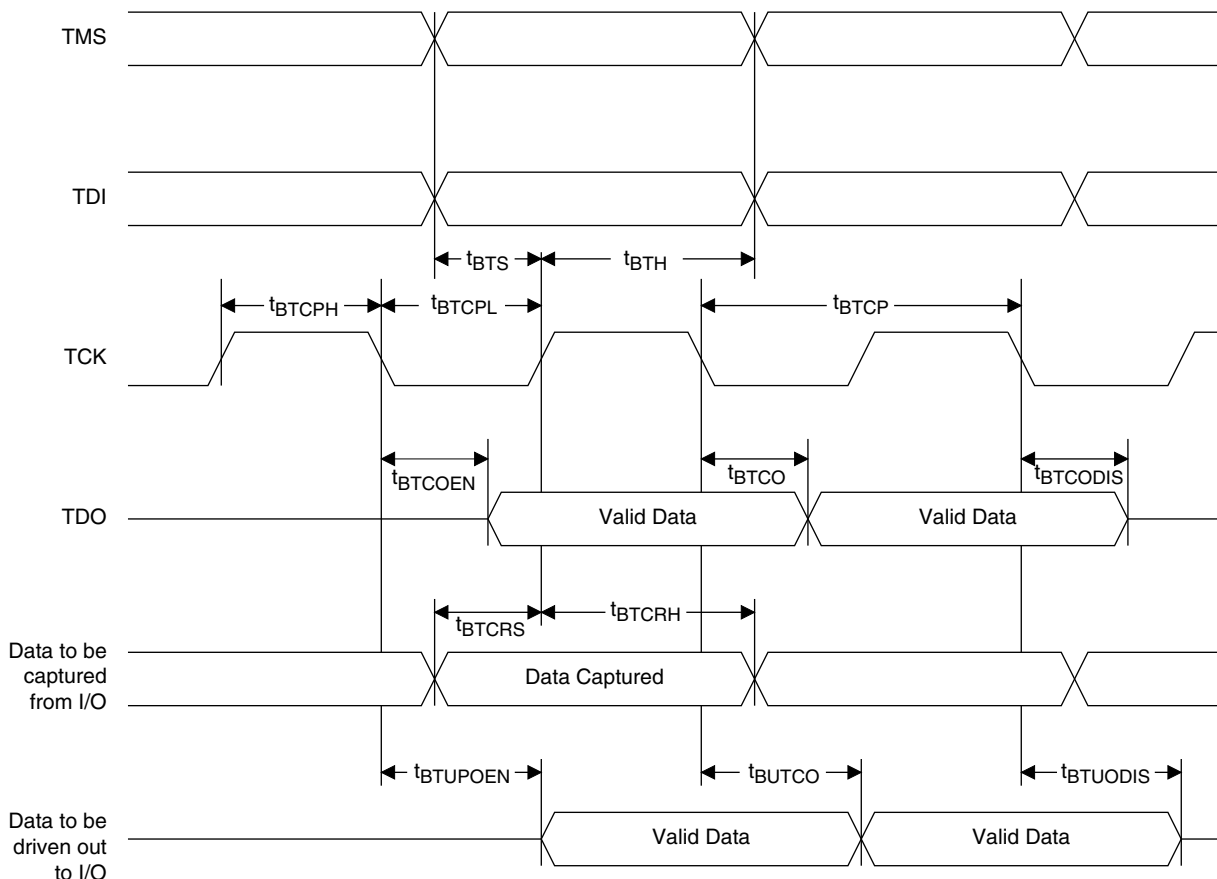 TMS
TDI
tBTS
tBTH
tBTCPH
tBTCPL
tBTCP
TCK
tBTCOEN
tBTCO
tBTCODIS
TDO
Valid Data
Valid Data
tBTCRS
tBTCRH
Data to be
captured
from I/O
Data Captured
tBTUPOEN
tBUTCO
tBTUODIS
Data to be
driven out
to I/O
Valid Data
Valid Data